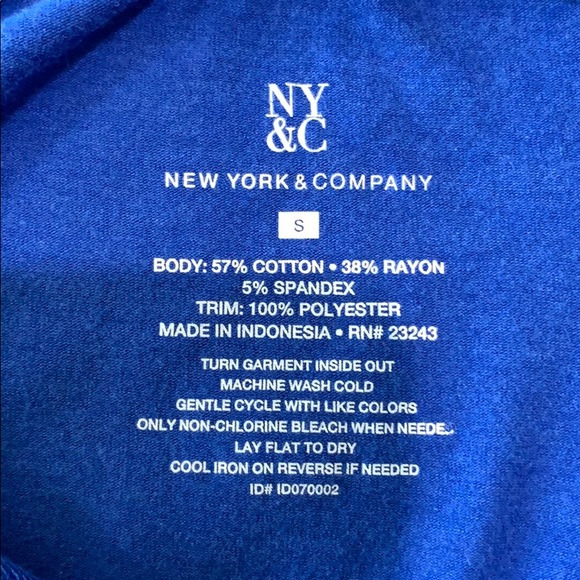 NY
&C
NEW YORK & COMPANY
S
BODY: 57% COTTON • 38% RAYON
5% SPANDEX
TRIM: 100% POLYESTER
MADE IN INDONESIA • RN# 23243
TURN GARMENT INSIDE OUT
MACHINE WASH COLD
GENTLE CYCLE WITH LIKE COLORS
ONLY NON-CHLORINE BLEACH WHEN NEEDED
LAY FLAT TO DRY
COOL IRON ON REVERSE IF NEEDED
ID# ID070002